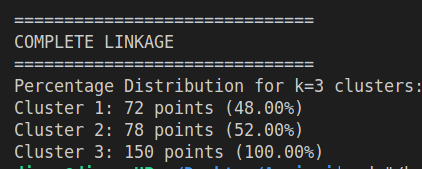 ==============================
COMPLETE LINKAGE
==============================
Percentage Distribution for k=3 clusters:
Cluster 1: 72 points (48.00%)
Cluster 2: 78 points (52.00%)
Cluster 3: 150 points (100.00%)